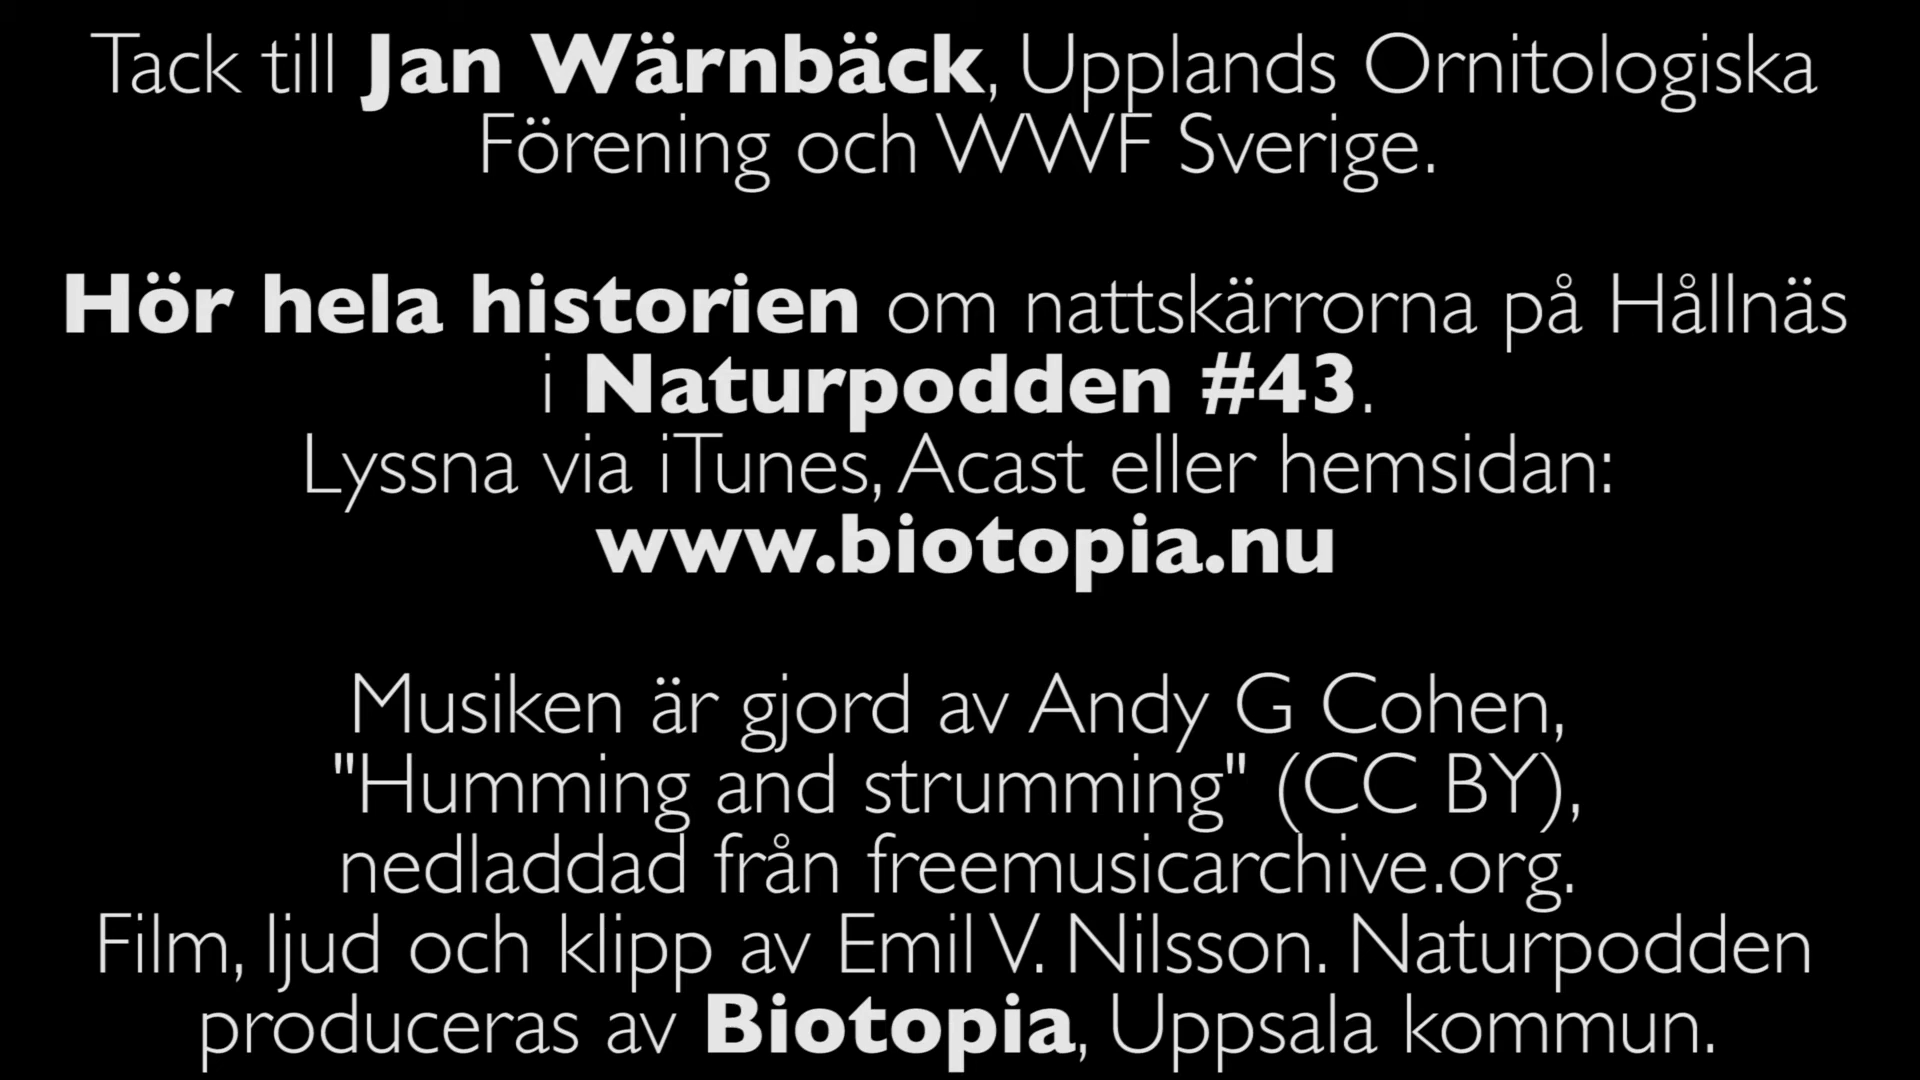 Tack till Jan Wärnbäck, Upplands Ornitologiska
Förening och WWF Sverige.
Hör hela historien om nattskärrorna på Hållnäs
i Naturpodden #43.
Lyssna via iTunes, Acast eller hemsidan:
www.biotopia.nu
Musiken är gjord av Andy G Cohen,
"Humming and strumming" (CC BY),
nedladdad från freemusicarchive.org.
Film, ljud och klipp av Emil V. Nilsson. Naturpodden
produceras av Biotopia, Uppsala kommun.